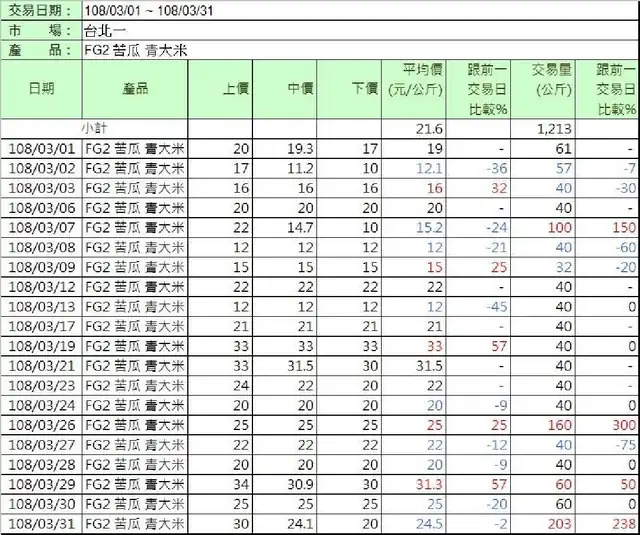 交易日期： 108/03/01 ~ 108/03/31
市 場： 台北一
產 品： FG2 苦瓜 青大米
日期 產品 上價 中價 下價 平均價(元/公斤) 跟前一交易日比較% 交易量(公斤) 跟前一交易日比較%
小計 21.6 1,213
108/03/01 FG2 苦瓜 青大米 20 19.3 17 19 - 61 -
108/03/02 FG2 苦瓜 青大米 17 11.2 10 12.1 -36 57 -7
108/03/03 FG2 苦瓜 青大米 16 16 16 16 32 40 -30
108/03/06 FG2 苦瓜 青大米 20 20 20 20 - 40 -
108/03/07 FG2 苦瓜 青大米 22 14.7 10 15.2 -24 100 150
108/03/08 FG2 苦瓜 青大米 12 12 12 12 -21 40 -60
108/03/09 FG2 苦瓜 青大米 15 15 15 15 25 32 -20
108/03/12 FG2 苦瓜 青大米 22 22 22 22 - 40 0
108/03/13 FG2 苦瓜 青大米 12 12 12 12 -45 40 0
108/03/17 FG2 苦瓜 青大米 21 21 21 21 - 40 -
108/03/19 FG2 苦瓜 青大米 33 33 33 33 57 40 0
108/03/21 FG2 苦瓜 青大米 33 31.5 30 31.5 - 40 -
108/03/23 FG2 苦瓜 青大米 24 22 20 22 - 40 -
108/03/24 FG2 苦瓜 青大米 20 20 20 20 -9 40 0
108/03/26 FG2 苦瓜 青大米 25 25 25 25 25 160 300
108/03/27 FG2 苦瓜 青大米 22 22 22 22 -12 40 -75
108/03/28 FG2 苦瓜 青大米 20 20 20 20 -9 40 0
108/03/29 FG2 苦瓜 青大米 34 30.9 30 31.3 57 60 50
108/03/30 FG2 苦瓜 青大米 25 25 25 25 -20 60 0
108/03/31 FG2 苦瓜 青大米 30 24.1 20 24.5 -2 203 238